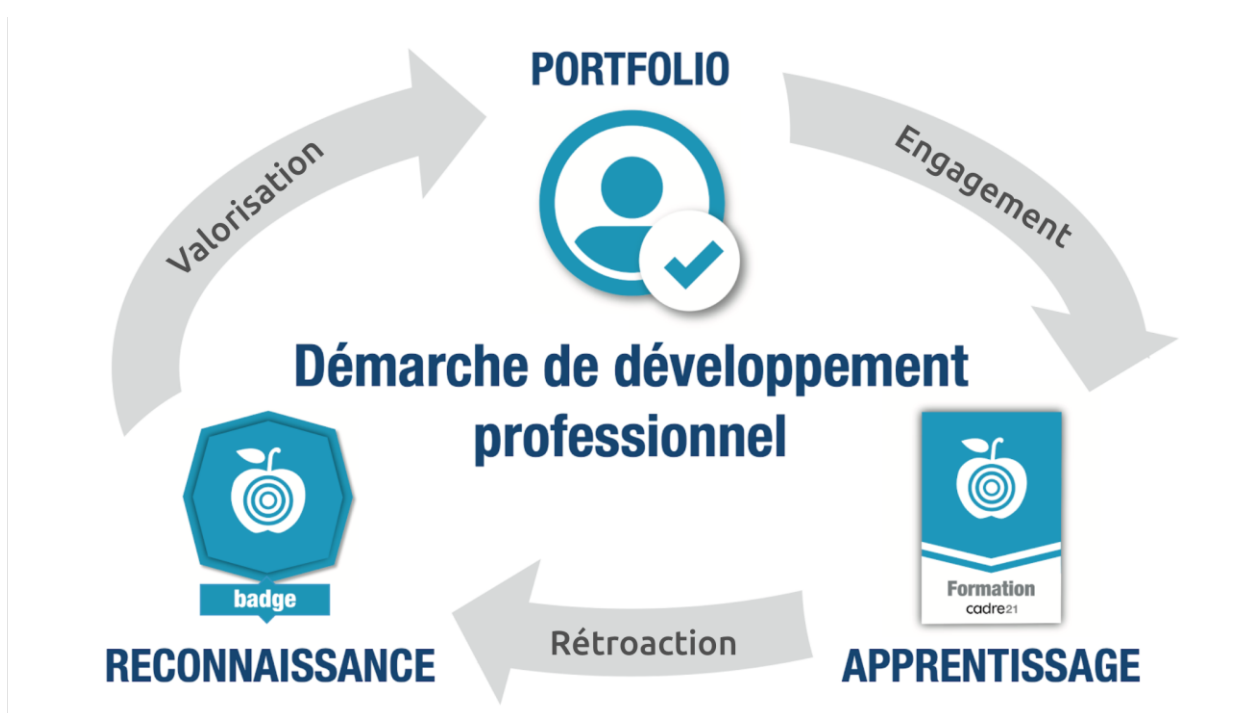 PORTFOLIO
Valorisation
Engagement
Démarche de développement
professionnel
badge
Formation
cadre21
Rétroaction
RECONNAISSANCE
APPRENTISSAGE